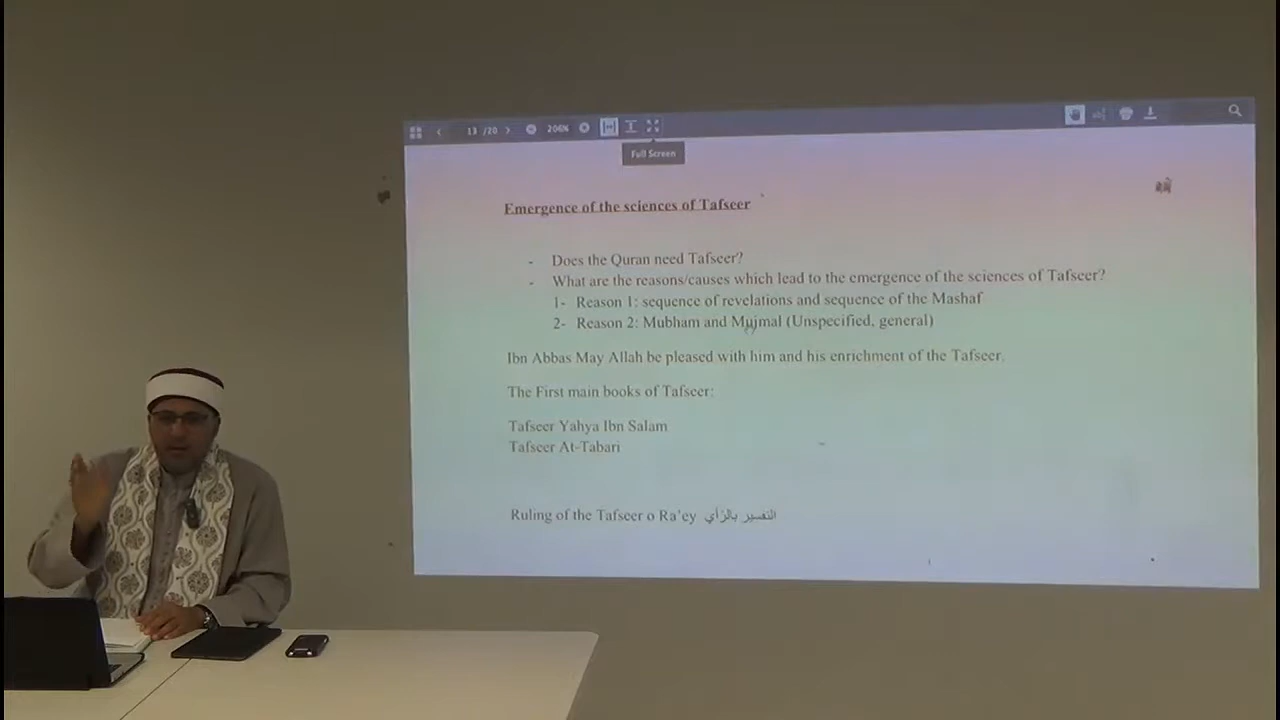 13 /20
206%
Full Screen
Emergence of the sciences of Tafseer
- Does the Quran need Tafseer?
- What are the reasons/causes which lead to the emergence of the sciences of Tafseer?
1- Reason 1: sequence of revelations and sequence of the Mashaf
2- Reason 2: Mubham and Mujmal (Unspecified, general)
Ibn Abbas May Allah be pleased with him and his enrichment of the Tafseer.
The First main books of Tafseer:
Tafseer Yahya Ibn Salam
Tafseer At-Tabari
Ruling of the Tafseer o Ra'ey التفسير بالرأي